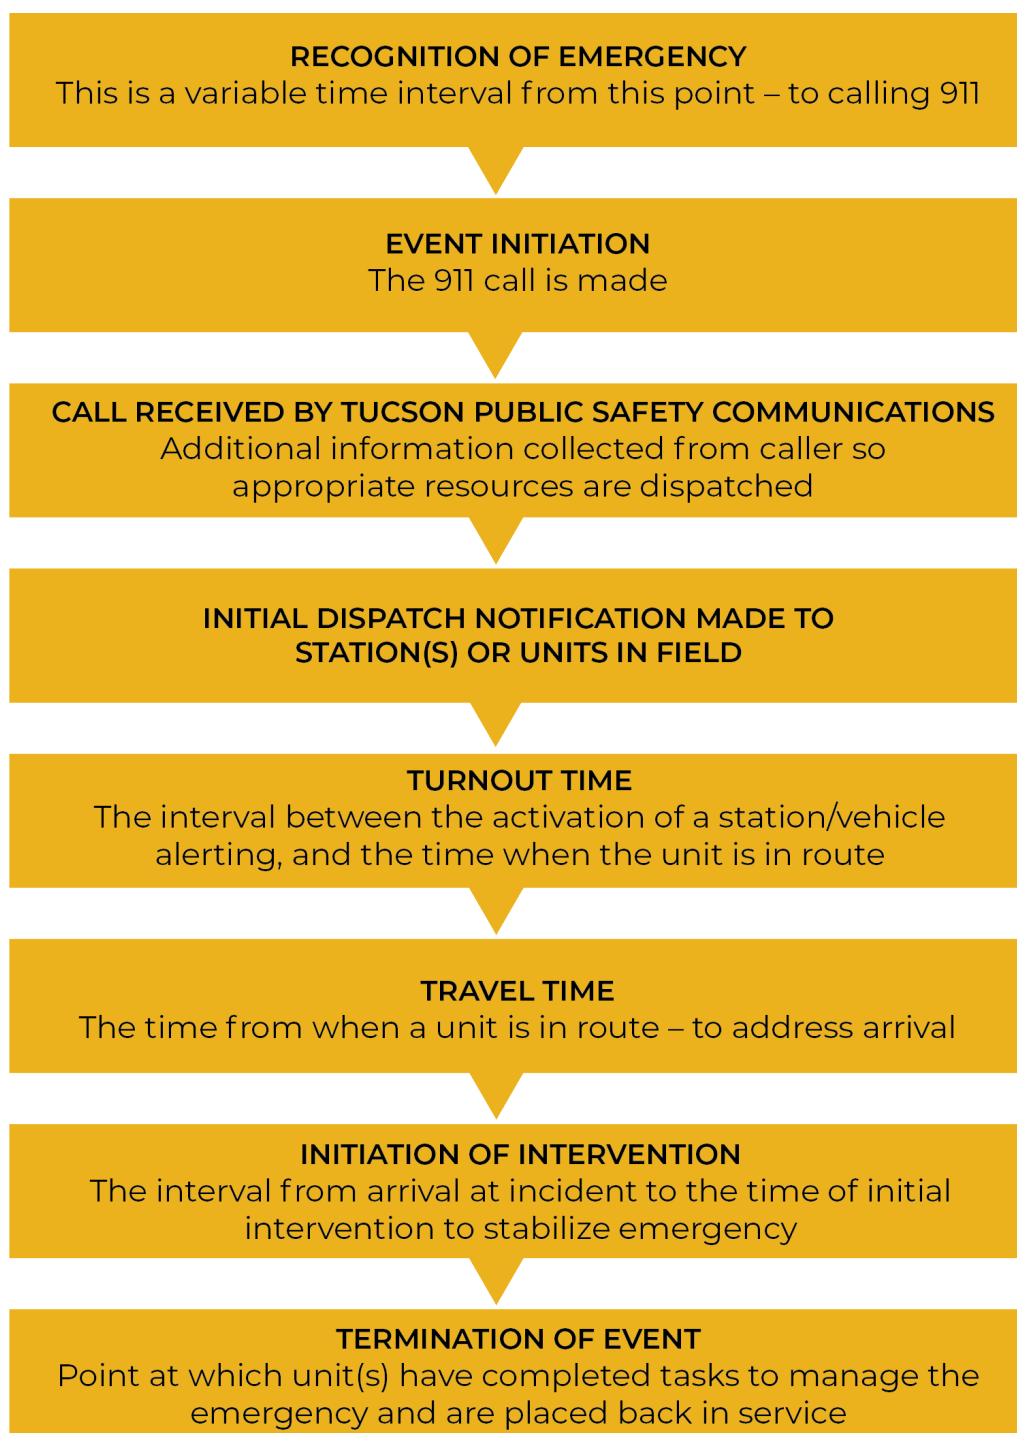 RECOGNITION OF EMERGENCY
This is a variable time interval from this point – to calling 911
EVENT INITIATION
The 911 call is made
CALL RECEIVED BY TUCSON PUBLIC SAFETY COMMUNICATIONS
Additional information collected from caller so
appropriate resources are dispatched
INITIAL DISPATCH NOTIFICATION MADE TO
STATION(S) OR UNITS IN FIELD
TURNOUT TIME
The interval between the activation of a station/vehicle
alerting, and the time when the unit is in route
TRAVEL TIME
The time from when a unit is in route – to address arrival
INITIATION OF INTERVENTION
The interval from arrival at incident to the time of initial
intervention to stabilize emergency
TERMINATION OF EVENT
Point at which unit(s) have completed tasks to manage the
emergency and are placed back in service